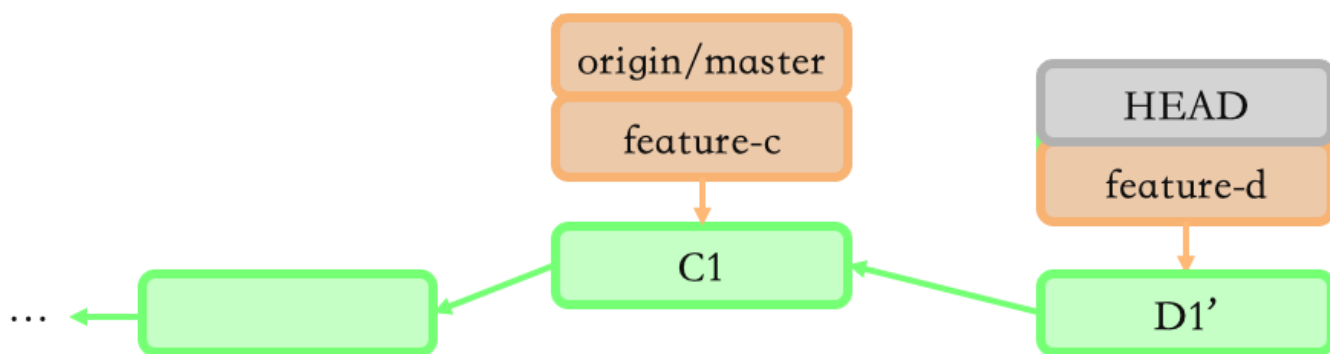 origin/master
feature-c
HEAD
feature-d
C1
D1’
…